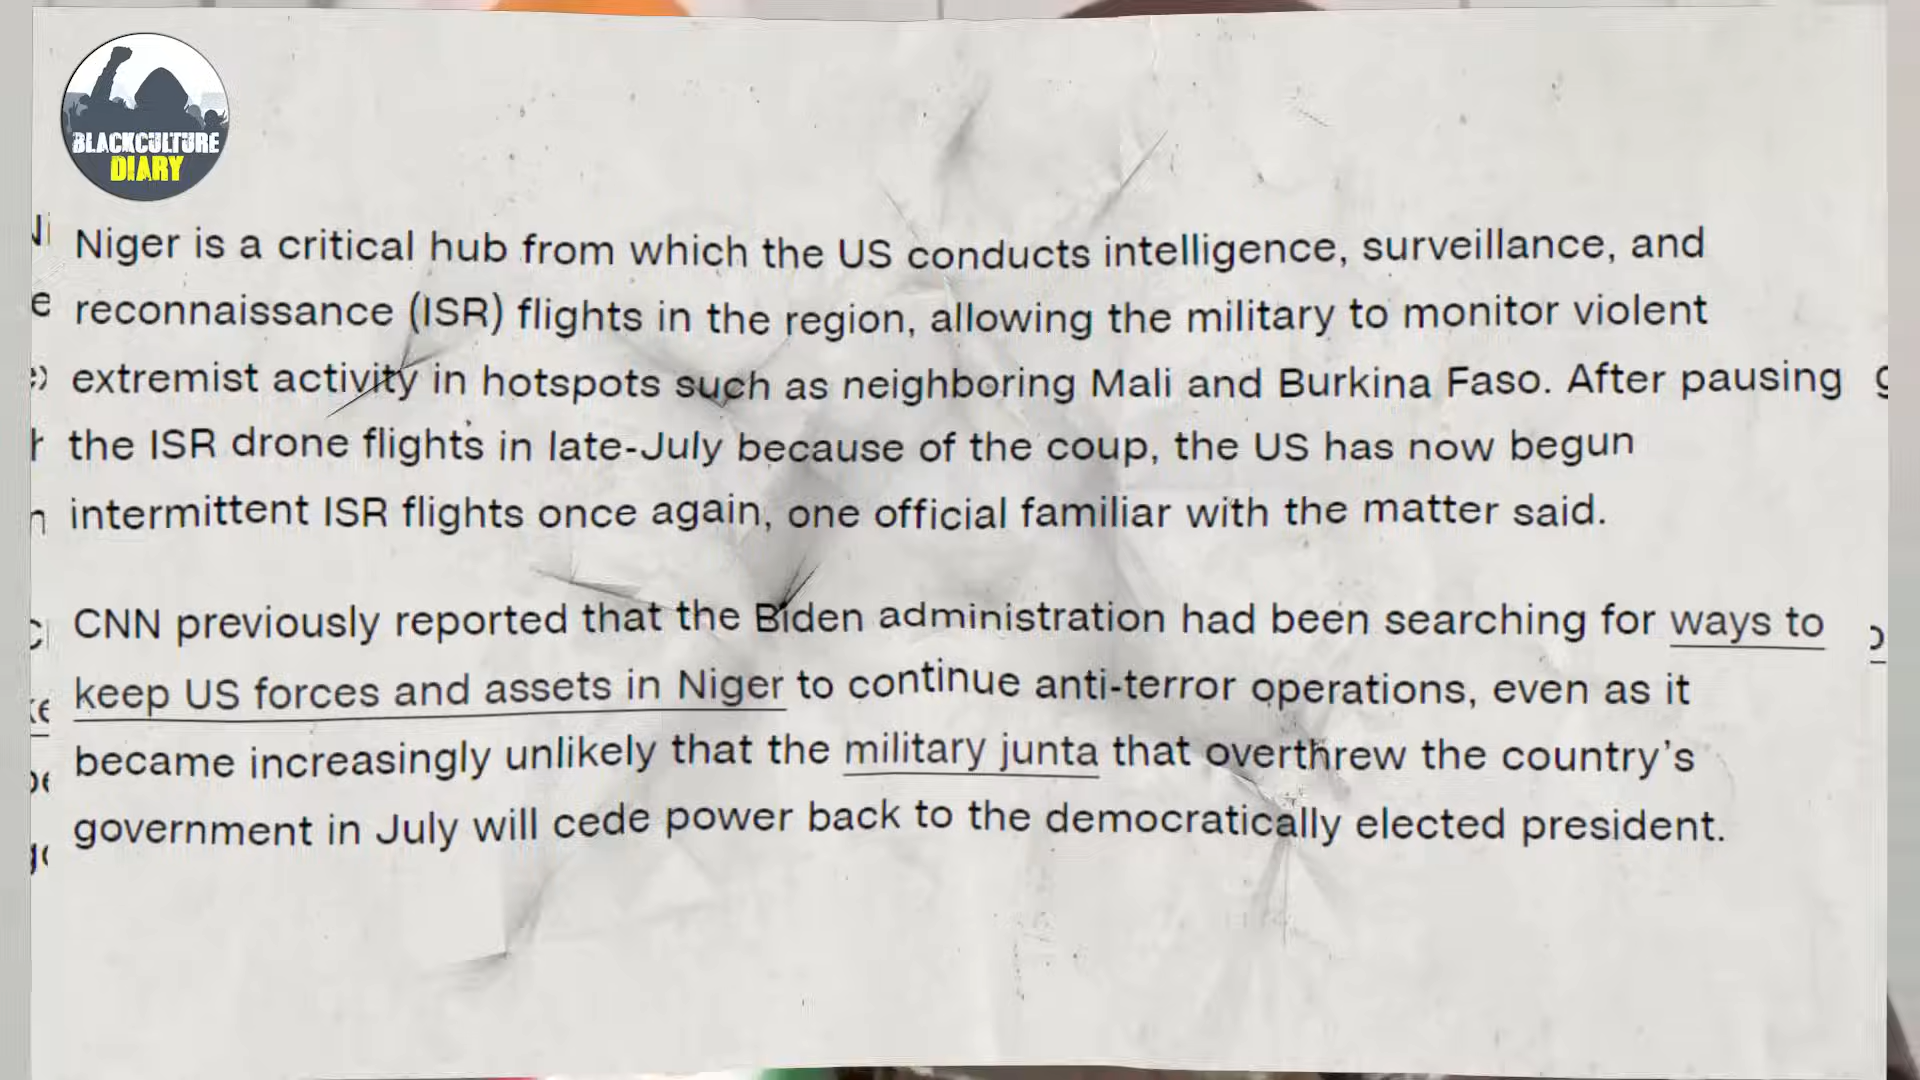 BLACKCULTURE
DIARY
Niger is a critical hub from which the US conducts intelligence, surveillance, and
reconnaissance (ISR) flights in the region, allowing the military to monitor violent
extremist activity in hotspots such as neighboring Mali and Burkina Faso. After pausing
the ISR drone flights in late-July because of the coup, the US has now begun
intermittent ISR flights once again, one official familiar with the matter said.
CNN previously reported that the Biden administration had been searching for ways to
keep US forces and assets in Niger to continue anti-terror operations, even as it
became increasingly unlikely that the military junta that overthrew the country's
government in July will cede power back to the democratically elected president.